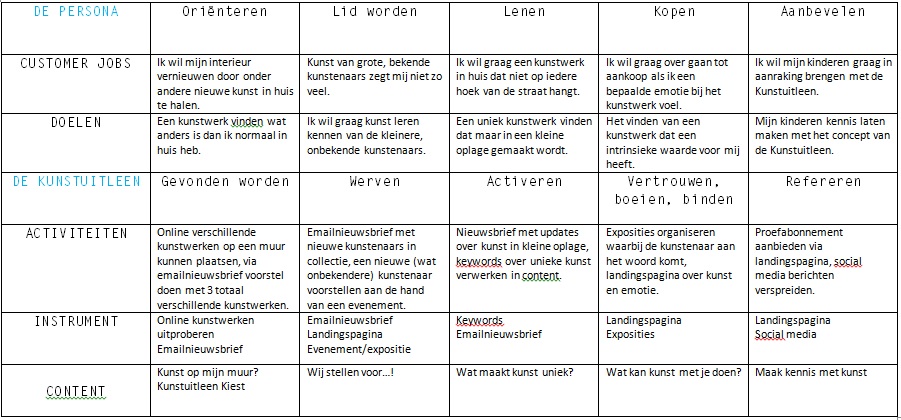 DE PERSONA
Oriënteren
Lid worden
Lenen
Kopen
Aanbevelen
CUSTOMER JOBS
Ik wil mijn interieur
vernieuwen door onder
andere nieuwe kunst in huis
te halen.
Kunst van grote, bekende
kunstenaars zegt mij niet zo
veel.
Ik wil graag een kunstwerk
in huis dat niet op iedere
hoek van de straat hangt.
Ik wil graag over gaan tot
aankoop als ik een
bepaalde emotie bij het
kunstwerk voel.
Ik wil mijn kinderen graag in
aanraking brengen met de
Kunstuitleen.
DOELEN
Een kunstwerk vinden wat
anders is dan ik normaal in
huis heb.
Ik wil graag kunst leren
kennen van de kleinere,
onbekende kunstenaars.
Een uniek kunstwerk vinden
dat maar in een kleine
oplage gemaakt wordt.
Het vinden van een
kunstwerk dat een
intrinsieke waarde voor mij
heeft.
Mijn kinderen kennis laten
maken met het concept van
de Kunstuitleen.
DE KUNSTUITLEEN
Gevonden worden
Werven
Activeren
Vertrouwen,
boeien, binden
Refereren
ACTIVITEITEN
Online verschillende
kunstwerken op een muur
kunnen plaatsen, via
emailnieuwsbrief voorstel
doen met 3 totaal
verschillende kunstwerken.
Emailnieuwsbrief met
nieuwe kunstenaars in
collectie, een nieuwe (wat
onbekendere) kunstenaar
voorstellen aan de hand
van een evenement.
Nieuwsbrief met updates
over kunst in kleine oplage,
keywords over unieke kunst
verwerken in content.
Exposities organiseren
waarbij de kunstenaar aan
het woord komt,
landingspagina over kunst
en emotie.
Proefabonnement
aanbieden via
landingspagina, social
media berichten
verspreiden.
INSTRUMENT
Online kunstwerken
uitproberen
Emailnieuwsbrief
Emailnieuwsbrief
Landingspagina
Evenement/expositie
Keywords
Emailnieuwsbrief
Landingspagina
Exposities
Landingspagina
Social media
CONTENT
Kunst op mijn muur?
Kunstuitleen Kiest
Wij stellen voor...!
Wat maakt kunst uniek?
Wat kan kunst met je doen?
Maak kennis met kunst